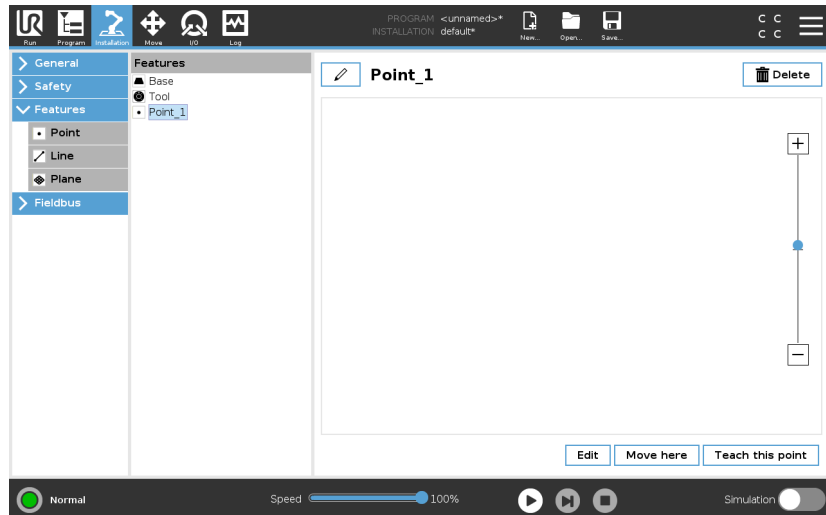 PROGRAM <unnamed>*
INSTALLATION default*
UR
Run
Program
Installation
Move
I/O
Log
New...
Open...
Save...
C C
C C
General
Safety
Features
Point
Line
Plane
Fieldbus
Features
Base
Tool
Point_1
Point_1
Delete
+
−
Edit
Move here
Teach this point
Normal
Speed
100%
Simulation